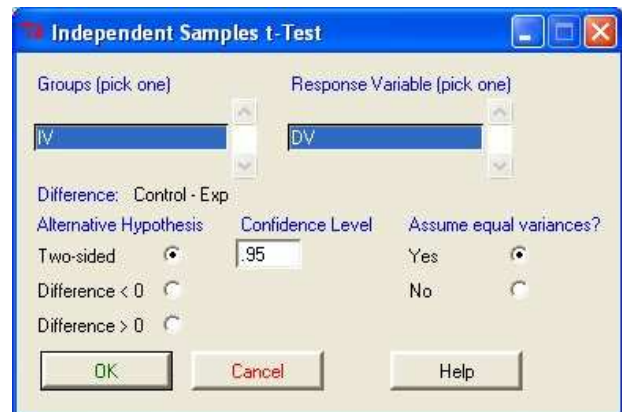 Independent Samples t-Test
Groups (pick one) Response Variable (pick one)
IV DV
Difference: Control - Exp
Alternative Hypothesis Confidence Level Assume equal variances?
Two-sided .95 Yes
Difference < 0 No
Difference > 0
OK Cancel Help